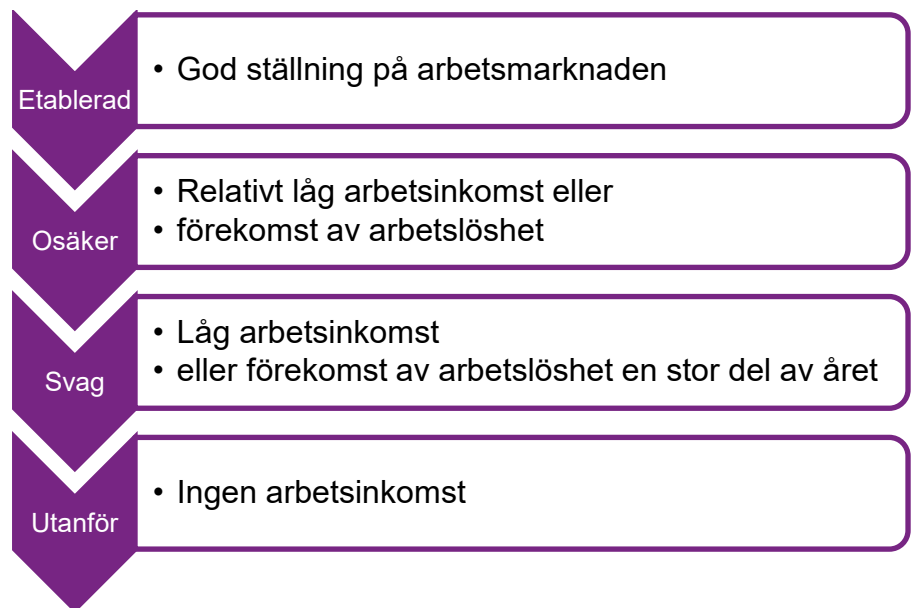 Etablerad
• God ställning på arbetsmarknaden
Osäker
• Relativt låg arbetsinkomst eller
• förekomst av arbetslöshet
Svag
• Låg arbetsinkomst
• eller förekomst av arbetslöshet en stor del av året
Utanför
• Ingen arbetsinkomst